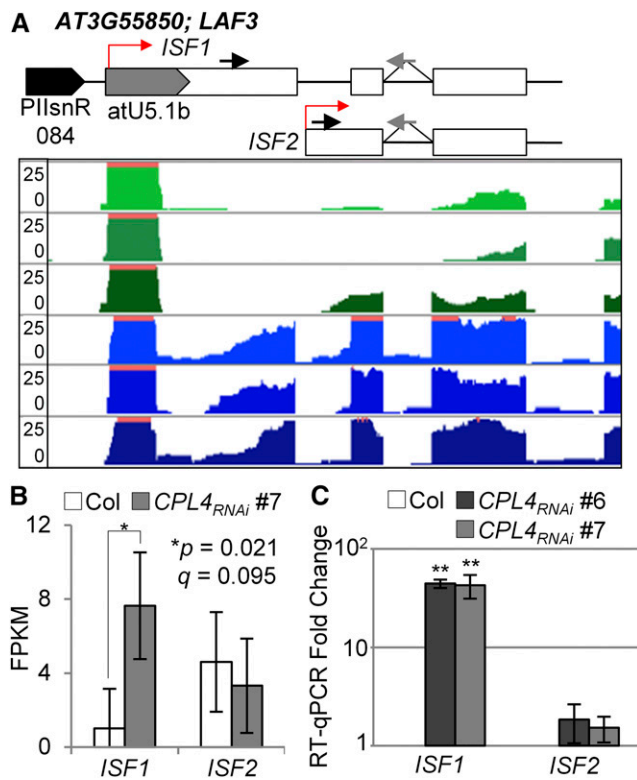 A AT3G55850; LAF3
ISF1
PIIsnR
084
atU5.1b
ISF2
25
0
25
0
25
0
25
0
25
0
25
0
B Col CPL4RNAi #7
*p = 0.021
q = 0.095
*
12
8
4
0
FPKM
ISF1 ISF2
C Col CPL4RNAi #6
CPL4RNAi #7
RT-qPCR Fold Change
10²
10
1
** **
ISF1 ISF2